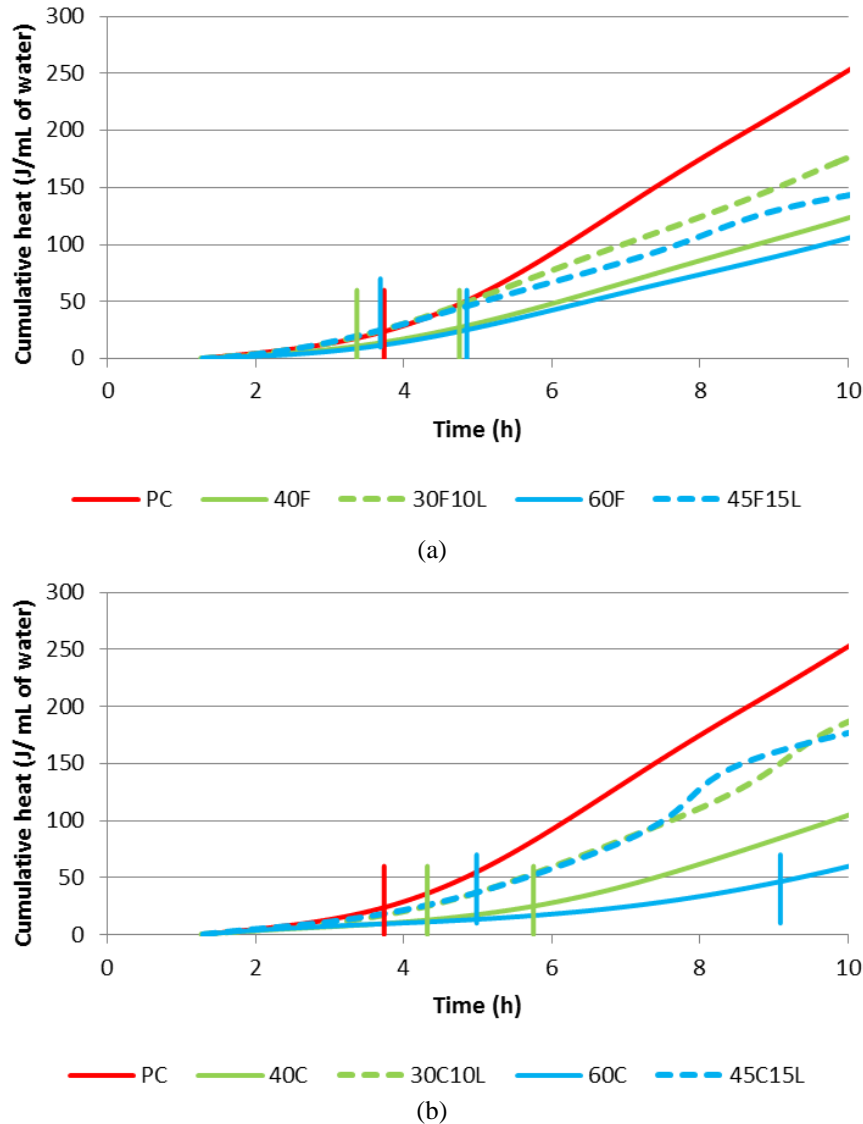 300
250
200
150
100
50
0
Cumulative heat (J/mL of water)
0 2 4 6 8 10
Time (h)
PC 40F 30F10L 60F 45F15L
(a)
300
250
200
150
100
50
0
Cumulative heat (J/ mL of water)
0 2 4 6 8 10
Time (h)
PC 40C 30C10L 60C 45C15L
(b)